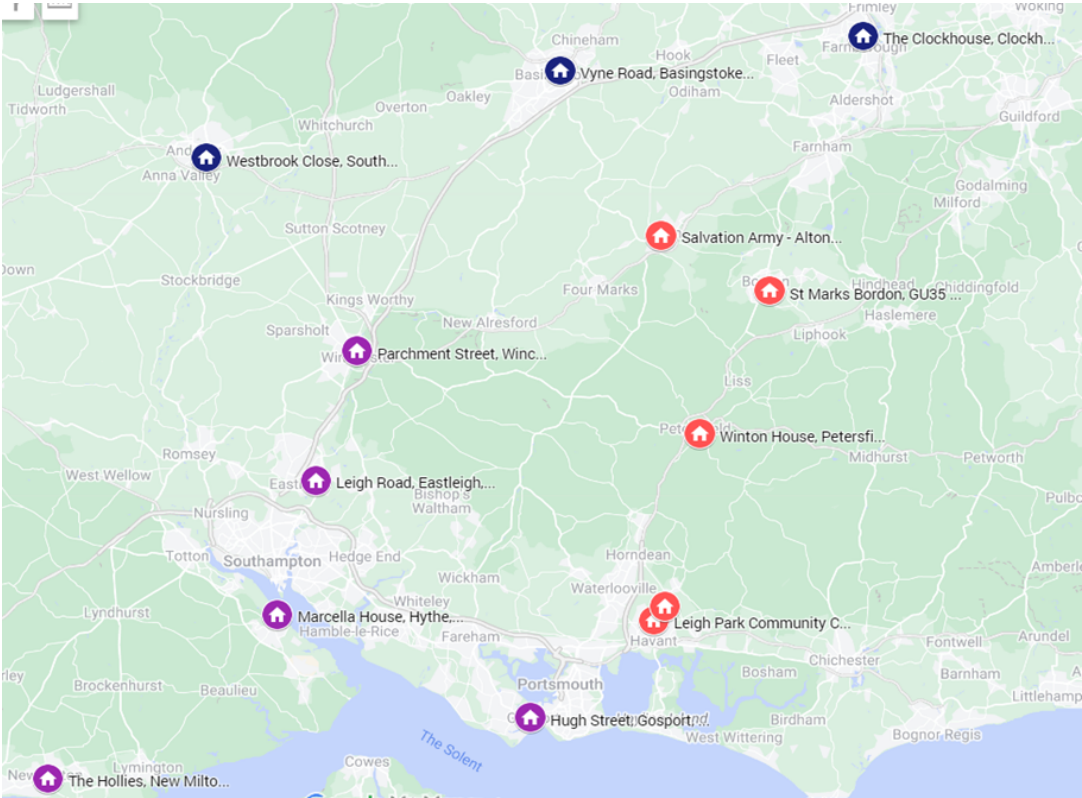 Frimley
Woking
Chineham
The Clockhouse, Clockh...
Hook
Fleet
Vyne Road, Basingstoke...
Ludgershall
Oakley
Odiham
Tidworth
Overton
Aldershot
Whitchurch
Guildford
Farnham
Westbrook Close, South...
Anna Valley
Godalming
Milford
Sutton Scotney
Salvation Army - Alton...
Down
Stockbridge
Four Marks
Hindhead
Chiddingfold
St Marks Bordon, GU35 ...
Kings Worthy
Haslemere
New Alresford
Sparsholt
Liphook
Parchment Street, Winc...
Liss
Winton House, Petersfi...
Romsey
Midhurst
Petworth
West Wellow
Leigh Road, Eastleigh,...
Bishop's
Waltham
Nursling
Totton
Hedge End
Horndean
Southampton
Wickham
Waterlooville
Whiteley
Lyndhurst
Marcella House, Hythe,...
Leigh Park Community C...
Hamble-le-Rice
Fareham
Havant
Fontwell
Arundel
Chichester
Bosham
Barnham
Brockenhurst
Beaulieu
Portsmouth
Hugh Street, Gosport,...
Birdham
West Wittering
Bognor Regis
The Solent
Cowes
Lymington
The Hollies, New Milto...